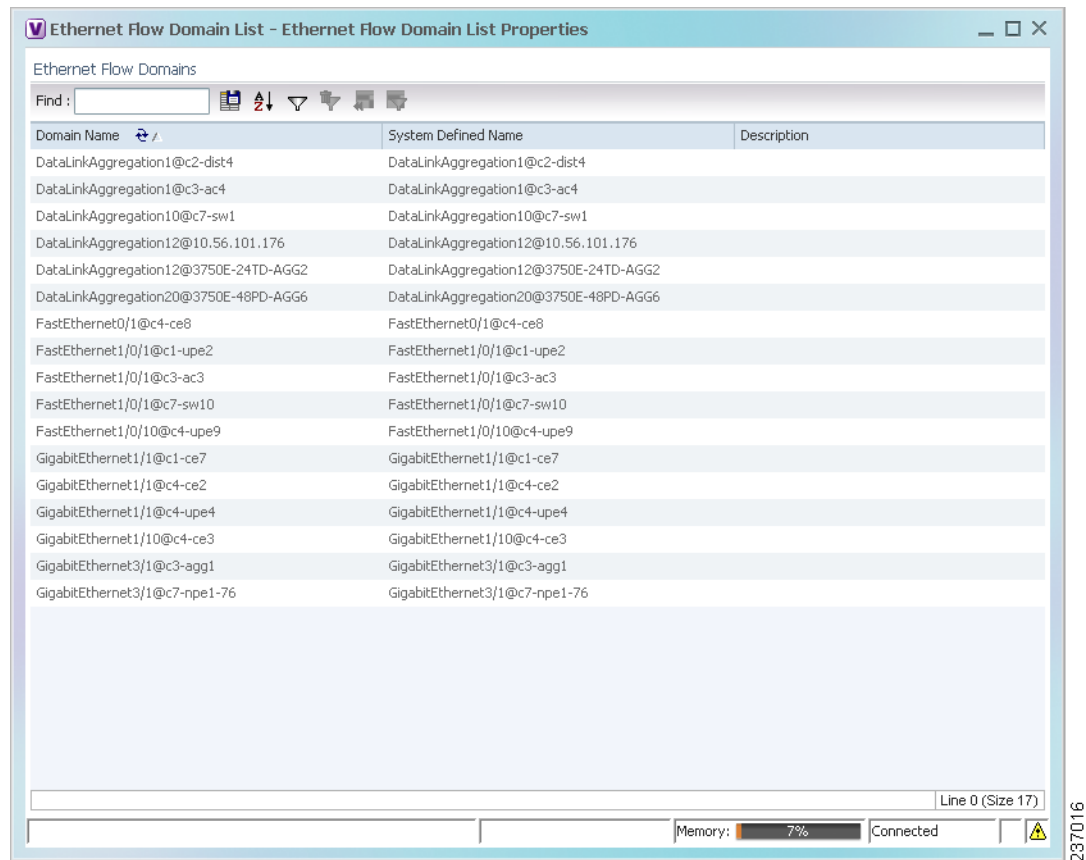 Ethernet Flow Domain List - Ethernet Flow Domain List Properties
Ethernet Flow Domains
Find :
Domain Name System Defined Name Description
DataLinkAggregation1@c2-dist4 DataLinkAggregation1@c2-dist4
DataLinkAggregation1@c3-ac4 DataLinkAggregation1@c3-ac4
DataLinkAggregation10@c7-sw1 DataLinkAggregation10@c7-sw1
DataLinkAggregation12@10.56.101.176 DataLinkAggregation12@10.56.101.176
DataLinkAggregation12@3750E-24TD-AGG2 DataLinkAggregation12@3750E-24TD-AGG2
DataLinkAggregation20@3750E-48PD-AGG6 DataLinkAggregation20@3750E-48PD-AGG6
FastEthernet0/1@c4-ce8 FastEthernet0/1@c4-ce8
FastEthernet1/0/1@c1-upe2 FastEthernet1/0/1@c1-upe2
FastEthernet1/0/1@c3-ac3 FastEthernet1/0/1@c3-ac3
FastEthernet1/0/1@c7-sw10 FastEthernet1/0/1@c7-sw10
FastEthernet1/0/10@c4-upe9 FastEthernet1/0/10@c4-upe9
GigabitEthernet1/1@c1-ce7 GigabitEthernet1/1@c1-ce7
GigabitEthernet1/1@c4-ce2 GigabitEthernet1/1@c4-ce2
GigabitEthernet1/1@c4-upe4 GigabitEthernet1/1@c4-upe4
GigabitEthernet1/10@c4-ce3 GigabitEthernet1/10@c4-ce3
GigabitEthernet3/1@c3-agg1 GigabitEthernet3/1@c3-agg1
GigabitEthernet3/1@c7-npe1-76 GigabitEthernet3/1@c7-npe1-76
Line 0 (Size 17)
Memory: 7% Connected
237016